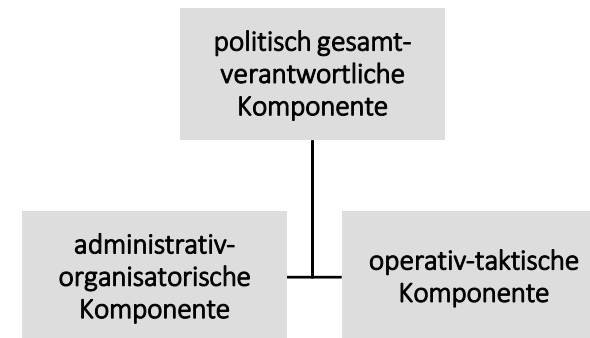 politisch gesamt-
verantwortliche
Komponente
administrativ-
organisatorische
Komponente
operativ-taktische
Komponente